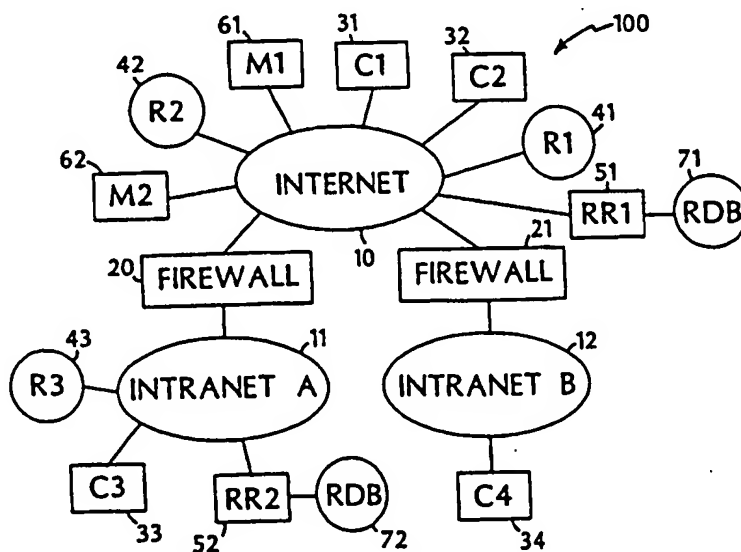 61
31
32
100
42
M1
C1
C2
R2
41
R1
62
51
71
M2
INTERNET
RR1
RDB
10
21
20
FIREWALL
FIREWALL
43
11
12
R3
INTRANET A
INTRANET B
C3
RR2
RDB
C4
33
52
72
34